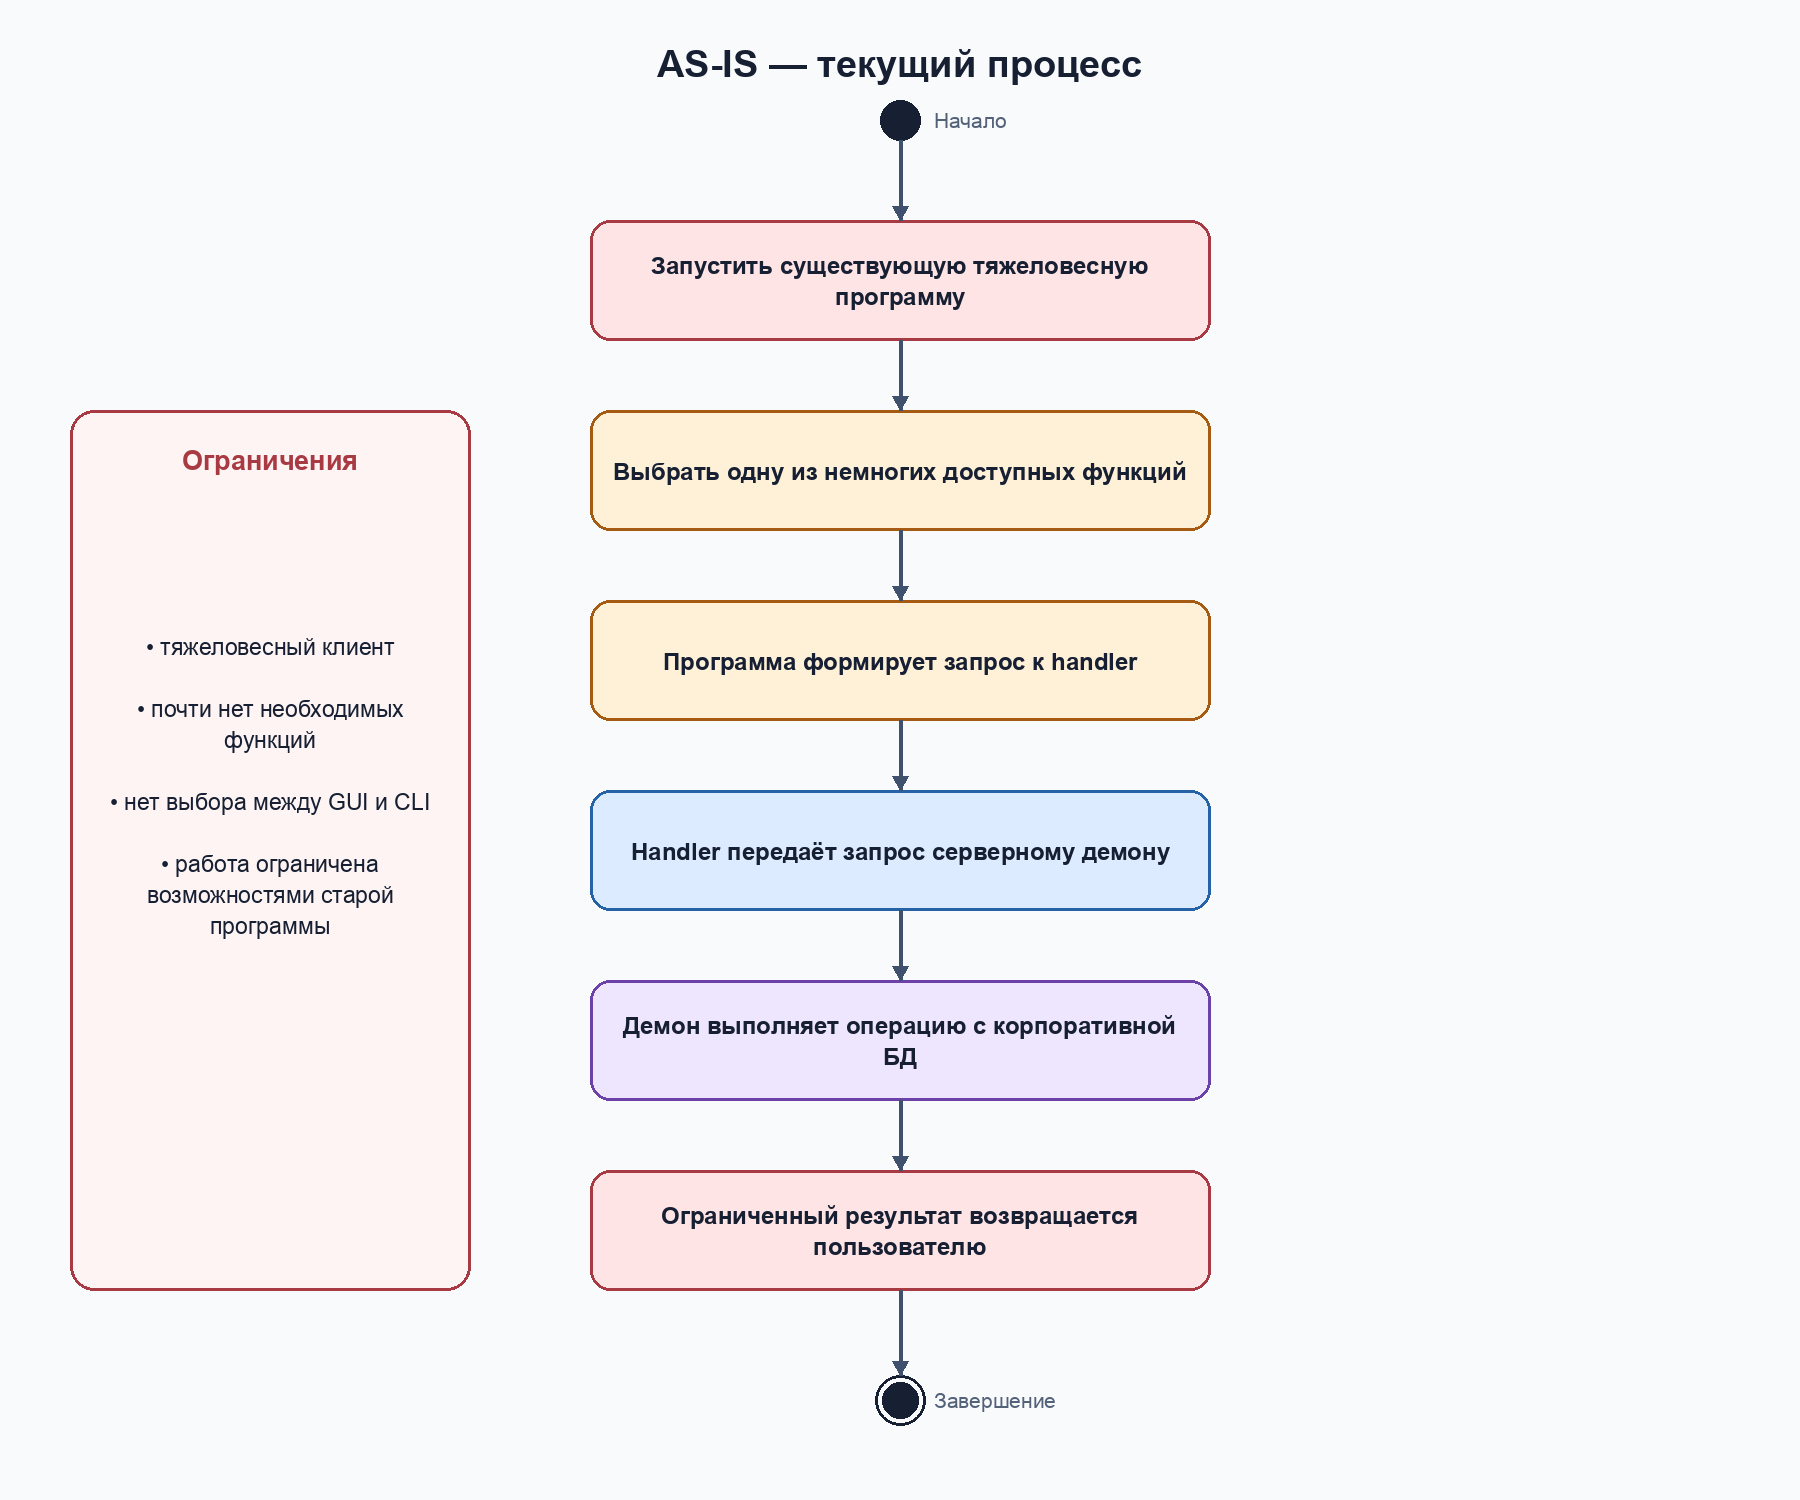 AS-IS — текущий процесс
Начало
Запустить существующую тяжеловесную
программу
Выбрать одну из немногих доступных функций
Программа формирует запрос к handler
Handler передаёт запрос серверному демону
Демон выполняет операцию с корпоративной
БД
Ограниченный результат возвращается
пользователю
Завершение
Ограничения
• тяжеловесный клиент
• почти нет необходимых
функций
• нет выбора между GUI и CLI
• работа ограничена
возможностями старой
программы